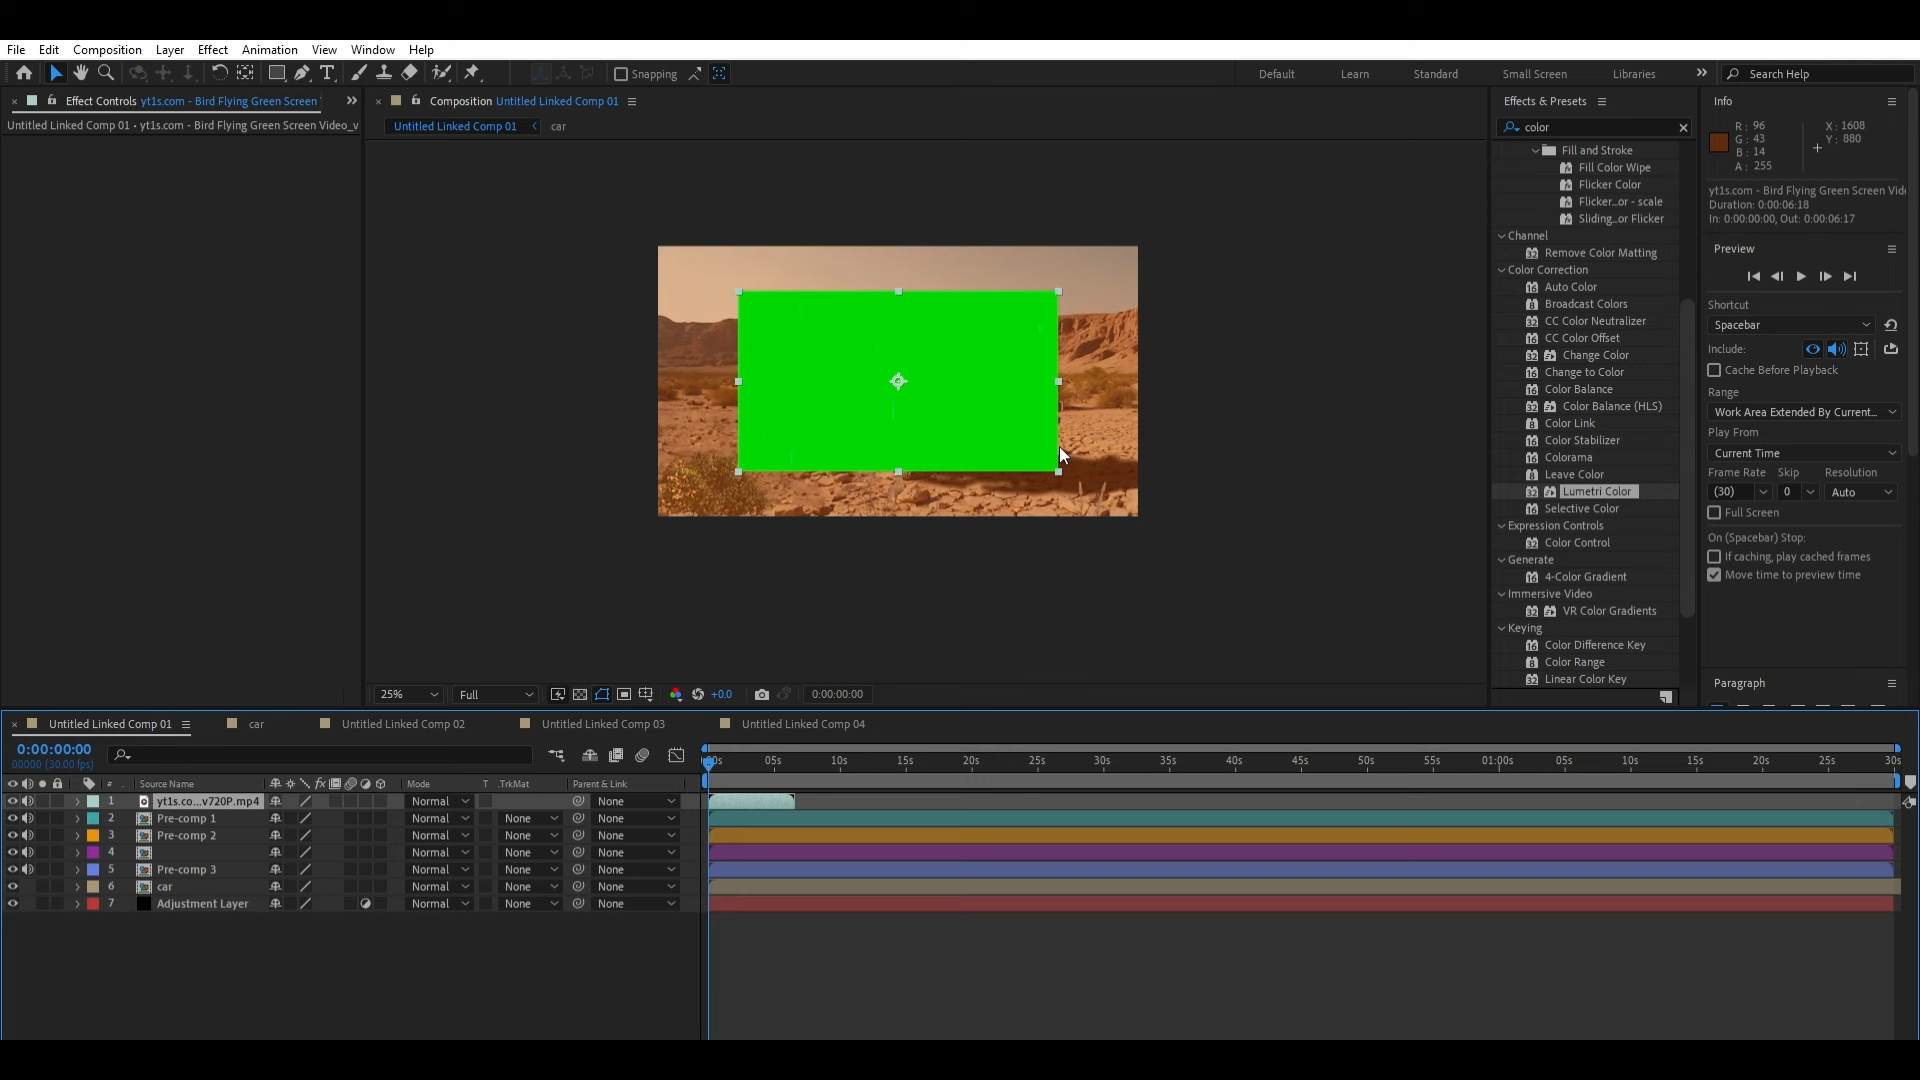 File Edit Composition Layer Effect Animation View Window Help
Snapping
Default Learn Standard Small Screen Libraries Search Help
Effect Controls yt1s.com - Bird Flying Green Screen
Untitled Linked Comp 01 • yt1s.com - Bird Flying Green Screen Video_v
Composition Untitled Linked Comp 01
Untitled Linked Comp 01 car
25% Full +0.0 0:00:00:00
Effects & Presets
color
Fill and Stroke
Fill Color Wipe
Flicker Color
Flicker...or - scale
Sliding...or Flicker
Channel
Remove Color Matting
Color Correction
Auto Color
Broadcast Colors
CC Color Neutralizer
CC Color Offset
Change Color
Change to Color
Color Balance
Color Balance (HLS)
Color Link
Color Stabilizer
Colorama
Leave Color
Lumetri Color
Selective Color
Expression Controls
Color Control
Generate
4-Color Gradient
Immersive Video
VR Color Gradients
Keying
Color Difference Key
Color Range
Linear Color Key
Info
R: 96 X: 1608
G: 43 Y: 880
B: 14
A: 255
yt1s.com - Bird Flying Green Screen Vid
Duration: 0:00:06:18
In: 0:00:00:00, Out: 0:00:06:17
Preview
Shortcut
Spacebar
Include:
Cache Before Playback
Range
Work Area Extended By Current...
Play From
Current Time
Frame Rate Skip Resolution
(30) 0 Auto
Full Screen
On (Spacebar) Stop:
If caching, play cached frames
Move time to preview time
Paragraph
Untitled Linked Comp 01 car Untitled Linked Comp 02 Untitled Linked Comp 03 Untitled Linked Comp 04
0:00:00:00
00000 (30.00 fps)
05s 10s 15s 20s 25s 30s 35s 40s 45s 50s 55s 01:00s 05s 10s 15s 20s 25s 30s
# Source Name fx Mode T .TrkMat Parent & Link
1 yt1s.co...v720P.mp4 Normal None
2 Pre-comp 1 Normal None None
3 Pre-comp 2 Normal None None
4 Normal None None
5 Pre-comp 3 Normal None None
6 car Normal None None
7 Adjustment Layer Normal None None